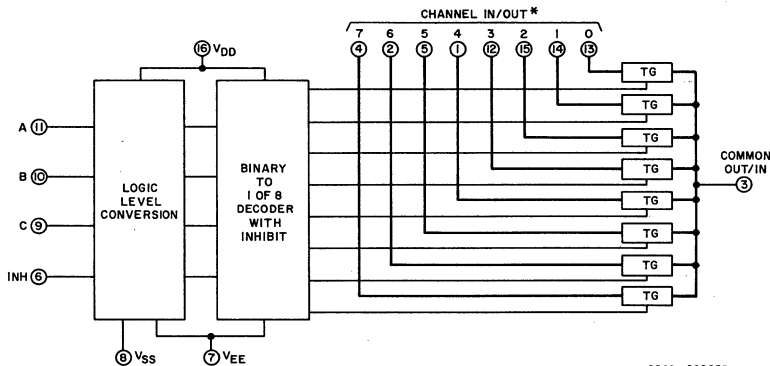 CHANNEL IN/OUT*
7 6 5 4 3 2 1 0
4 2 5 1 12 15 14 13
16 VDD
TG
TG
TG
TG
TG
TG
TG
TG
A 11
B 10
C 9
INH 6
LOGIC
LEVEL
CONVERSION
BINARY
TO
1 OF 8
DECODER
WITH
INHIBIT
COMMON
OUT/IN
3
8 VSS
7 VEE